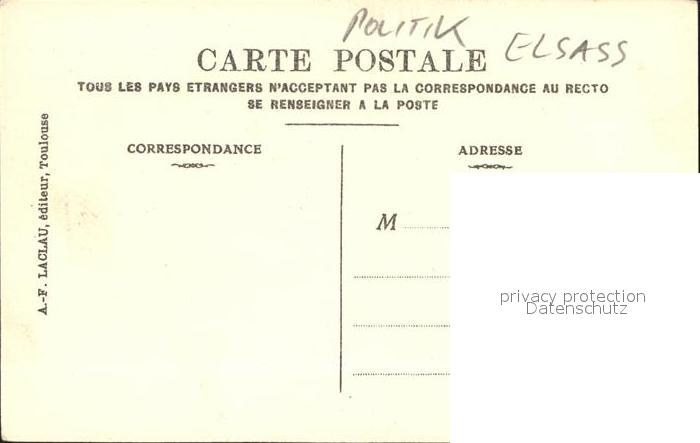 POLITIK
ELSASS
CARTE POSTALE
TOUS LES PAYS ETRANGERS N'ACCEPTENT PAS LA CORRESPONDANCE AU RECTO
SE RENSEIGNER A LA POSTE
CORRESPONDANCE
ADRESSE
M
A.-F. LACLAU, éditeur, Toulouse
privacy protection
Datenschutz